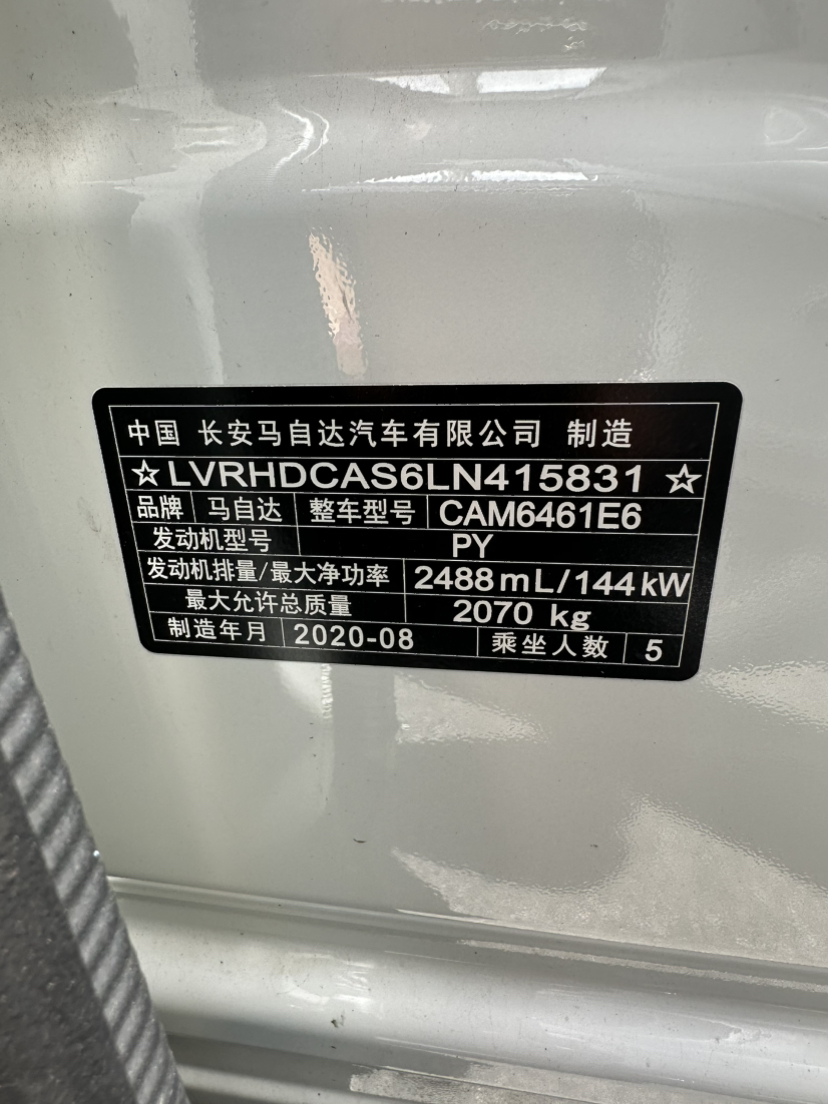 中国 长安马自达汽车有限公司 制造
☆LVRHDCAS6LN415831☆
品牌 马自达 整车型号 CAM6461E6
发动机型号 PY
发动机排量/最大净功率 2488mL/144kW
最大允许总质量 2070 kg
制造年月 2020-08 乘坐人数 5